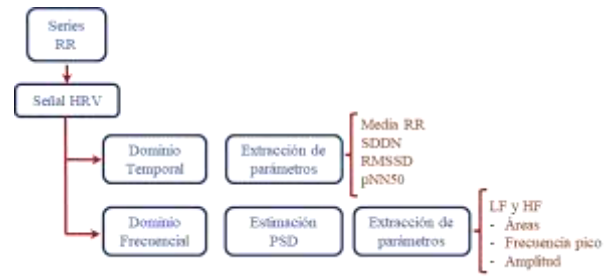 Series
RR
Señal HRV
Dominio
Temporal
Extracción de
parámetros
Media RR
SDDN
RMSSD
pNN50
Dominio
Frecuencial
Estimación
PSD
Extracción de
parámetros
LF y HF
- Áreas
- Frecuencia pico
- Amplitud